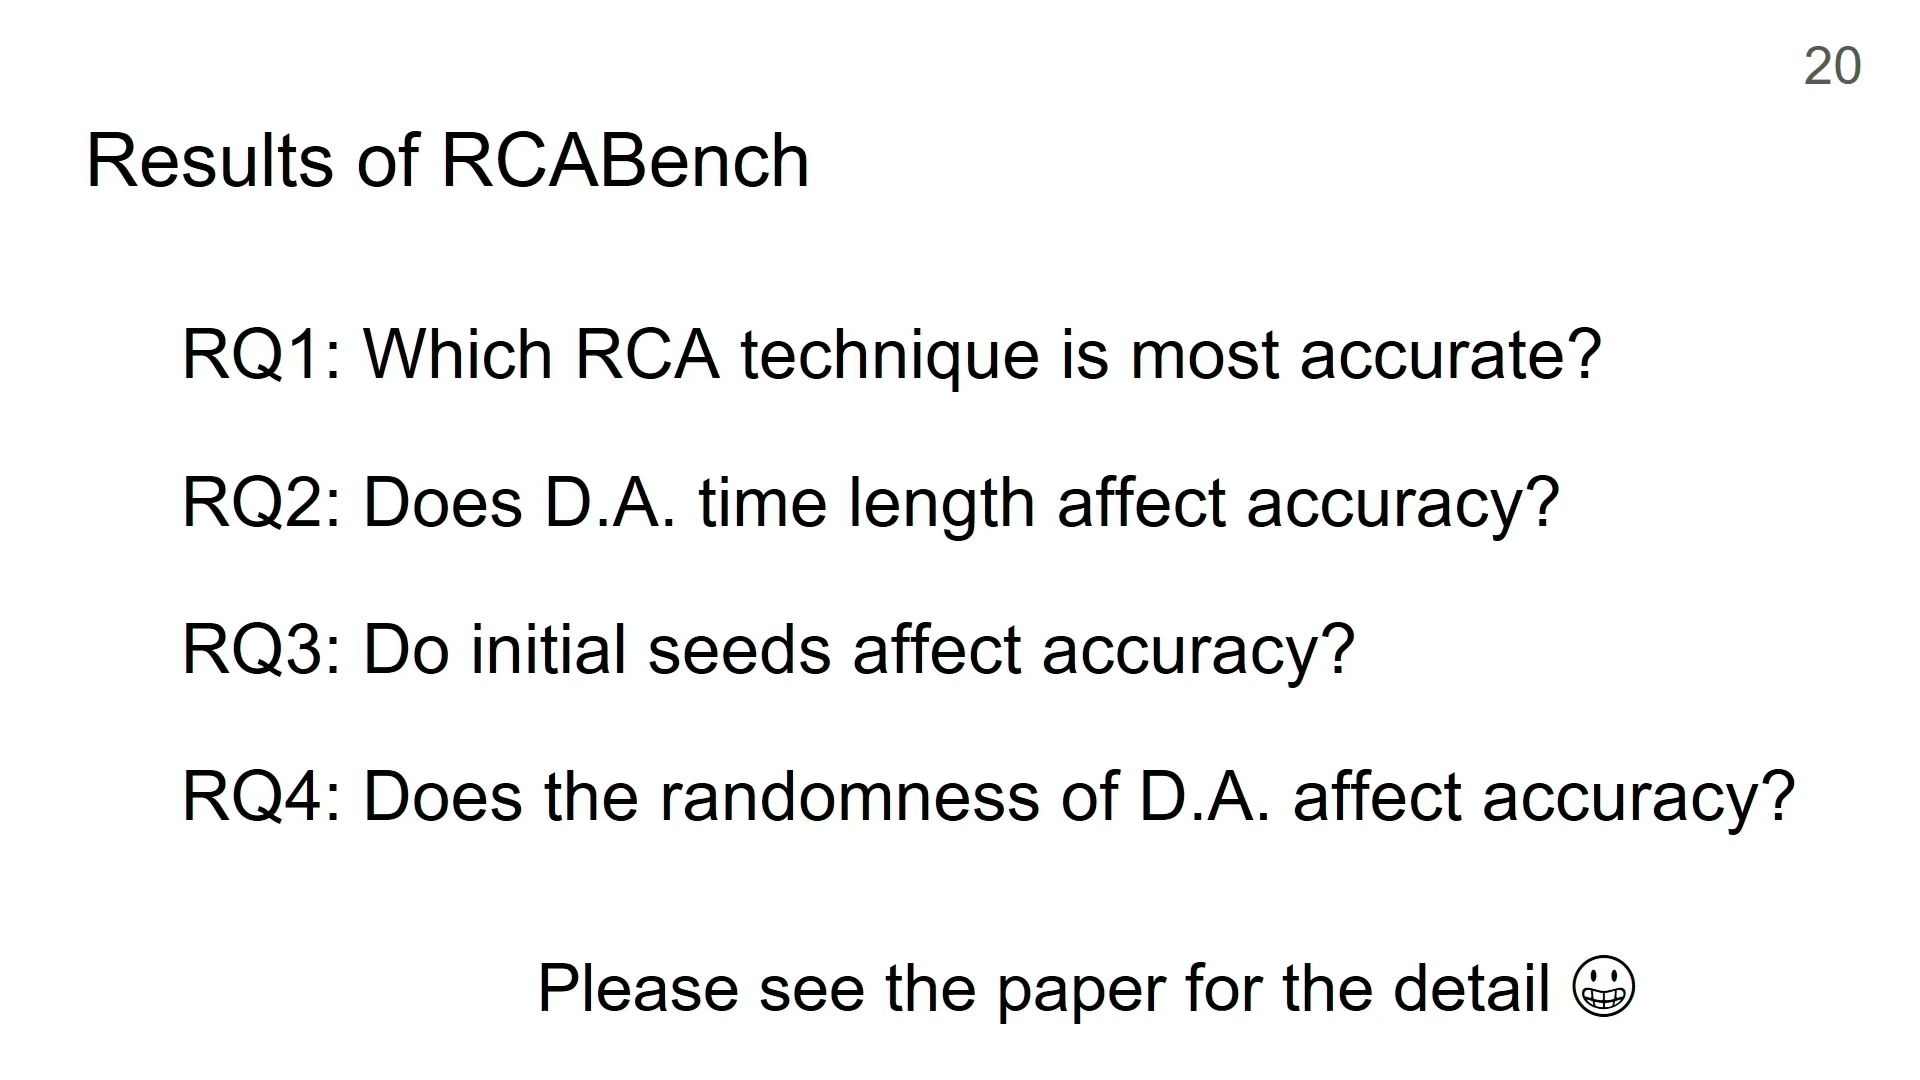 20
Results of RCABench
RQ1: Which RCA technique is most accurate?
RQ2: Does D.A. time length affect accuracy?
RQ3: Do initial seeds affect accuracy?
RQ4: Does the randomness of D.A. affect accuracy?
Please see the paper for the detail 😀